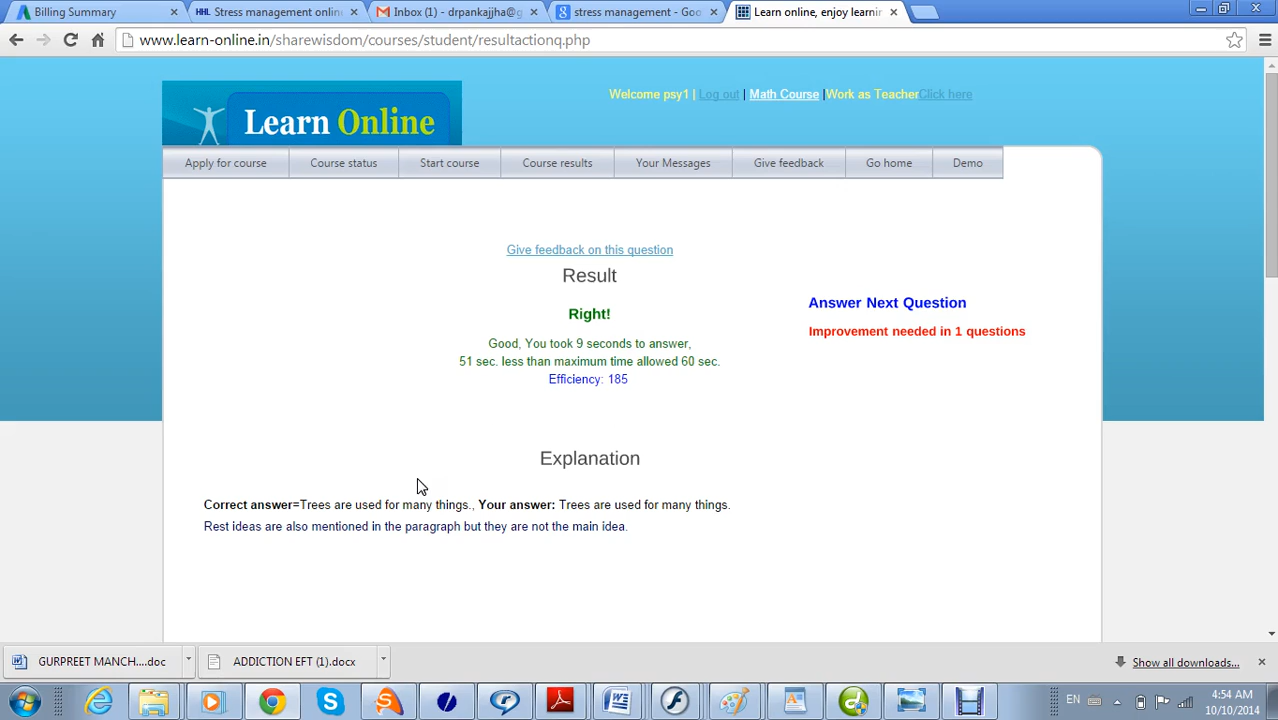 Billing Summary
HHL Stress management online
Inbox (1) - drpankajjha@g
stress management - Goo
Learn online, enjoy learnin
www.learn-online.in/sharewisdom/courses/student/resultactionq.php
Learn Online
Welcome psy1 | Log out | Math Course |Work as TeacherClick here
Apply for course
Course status
Start course
Course results
Your Messages
Give feedback
Go home
Demo
Give feedback on this question
Result
Right!
Good, You took 9 seconds to answer,
51 sec. less than maximum time allowed 60 sec.
Efficiency: 185
Answer Next Question
Improvement needed in 1 questions
Explanation
Correct answer=Trees are used for many things., Your answer: Trees are used for many things.
Rest ideas are also mentioned in the paragraph but they are not the main idea.
GURPREET MANCH....doc
ADDICTION EFT (1).docx
Show all downloads...
EN
4:54 AM
10/10/2014